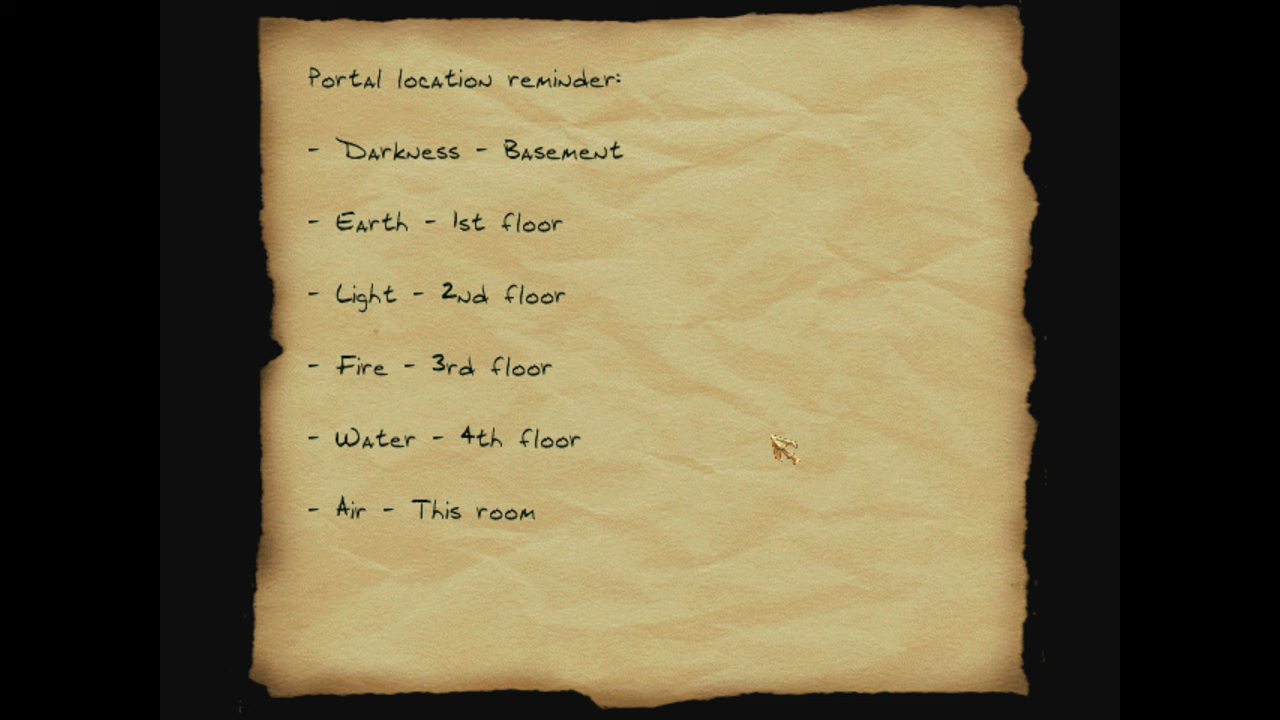 Portal location reminder:
- Darkness - Basement
- Earth - 1st floor
- Light - 2nd floor
- Fire - 3rd floor
- Water - 4th floor
- Air - This room